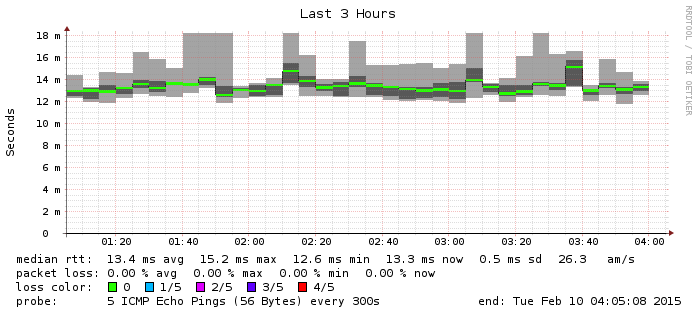 Last 3 Hours
RRDTOOL / TOBI OETIKER
Seconds
18 m
16 m
14 m
12 m
10 m
8 m
6 m
4 m
2 m
0
01:20 01:40 02:00 02:20 02:40 03:00 03:20 03:40 04:00
median rtt: 13.4 ms avg 15.2 ms max 12.6 ms min 13.3 ms now 0.5 ms sd 26.3 am/s
packet loss: 0.00 % avg 0.00 % max 0.00 % min 0.00 % now
loss color: 0 1/5 2/5 3/5 4/5
probe: 5 ICMP Echo Pings (56 Bytes) every 300s end: Tue Feb 10 04:05:08 2015